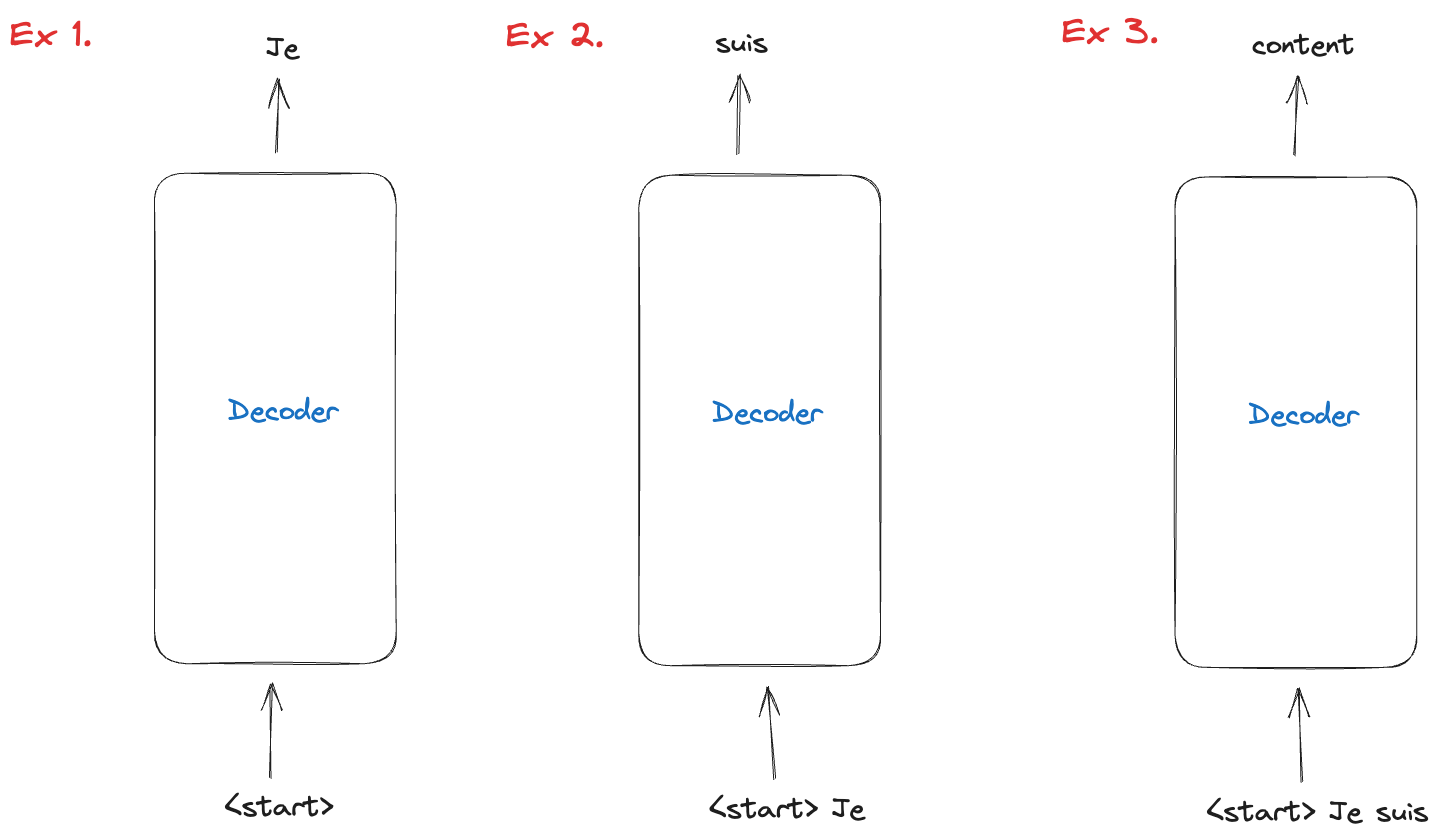 Ex 1.
Je
Decoder
<start>
Ex 2.
suis
Decoder
<start> Je
Ex 3.
content
Decoder
<start> Je suis